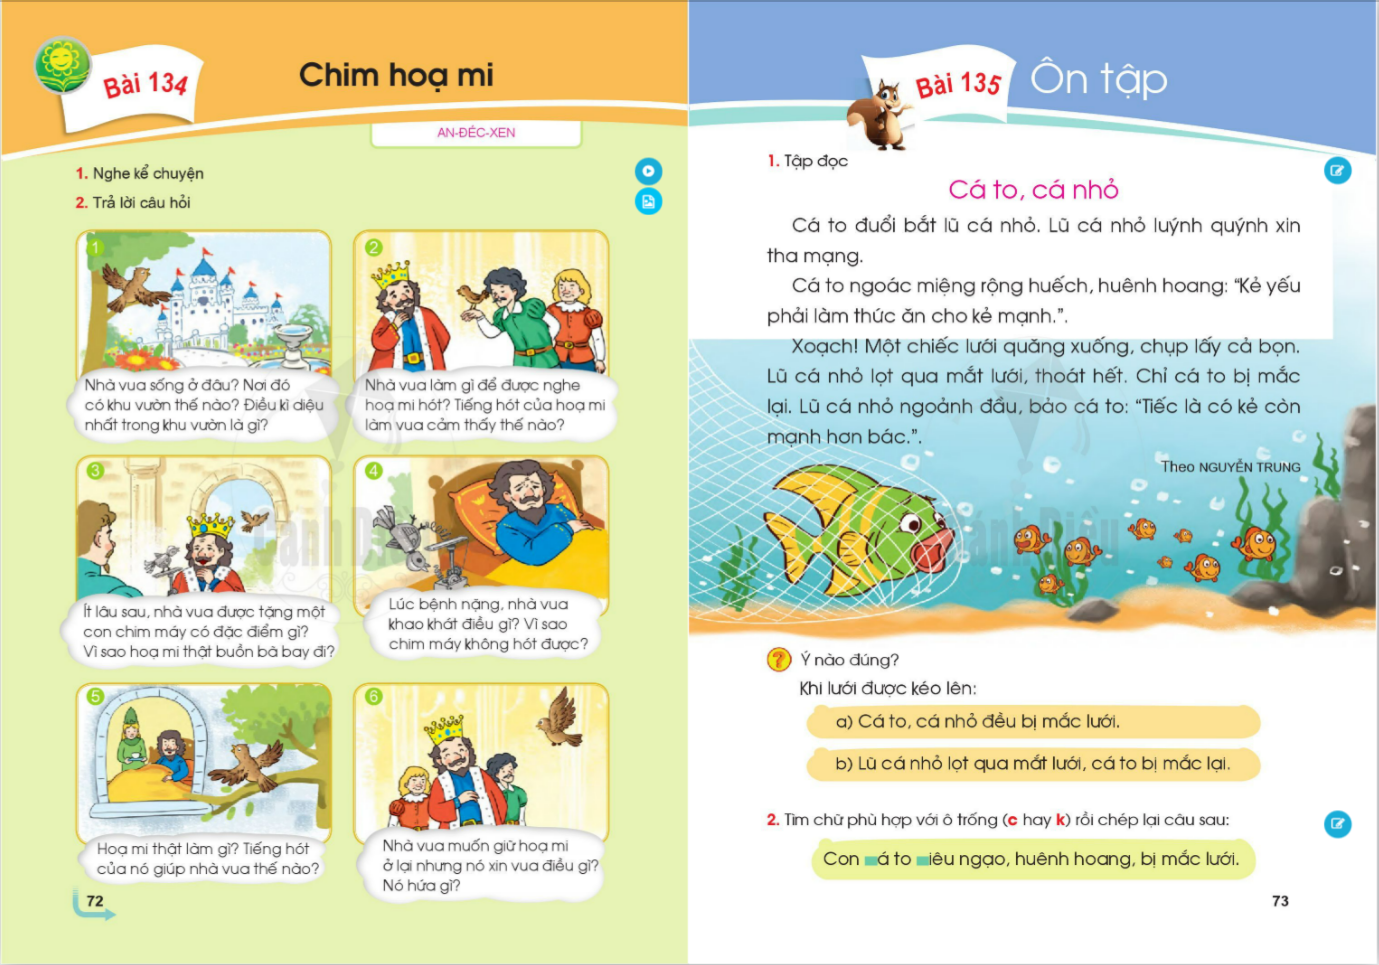 Bài 134
Chim hoạ mi
AN-ĐÉC-XEN
1. Nghe kể chuyện
2. Trả lời câu hỏi
1
Nhà vua sống ở đâu? Nơi đó
có khu vườn thế nào? Điều kì diệu
nhất trong khu vườn là gì?
2
Nhà vua làm gì để được nghe
hoạ mi hót? Tiếng hót của hoạ mi
làm vua cảm thấy thế nào?
3
Ít lâu sau, nhà vua được tặng một
con chim máy có đặc điểm gì?
Vì sao hoạ mi thật buồn bà bay đi?
4
Lúc bệnh nặng, nhà vua
khao khát điều gì? Vì sao
chim máy không hót được?
5
Hoạ mi thật làm gì? Tiếng hót
của nó giúp nhà vua thế nào?
6
Nhà vua muốn giữ hoạ mi
ở lại nhưng nó xin vua điều gì?
Nó hứa gì?
72
Cánh Diều
Bài 135
Ôn tập
1. Tập đọc
Cá to, cá nhỏ
Cá to đuổi bắt lũ cá nhỏ. Lũ cá nhỏ luýnh quýnh xin
tha mạng.
Cá to ngoác miệng rộng huếch, huênh hoang: “Kẻ yếu
phải làm thức ăn cho kẻ mạnh.”.
Xoạch! Một chiếc lưới quăng xuống, chụp lấy cả bọn.
Lũ cá nhỏ lọt qua mắt lưới, thoát hết. Chỉ cá to bị mắc
lại. Lũ cá nhỏ ngoảnh đầu, bảo cá to: “Tiếc là có kẻ còn
mạnh hơn bác.”.
Theo NGUYỄN TRUNG
Cánh Diều
? Ý nào đúng?
Khi lưới được kéo lên:
a) Cá to, cá nhỏ đều bị mắc lưới.
b) Lũ cá nhỏ lọt qua mắt lưới, cá to bị mắc lại.
2. Tìm chữ phù hợp với ô trống (c hay k) rồi chép lại câu sau:
Con á to iêu ngạo, huênh hoang, bị mắc lưới.
73